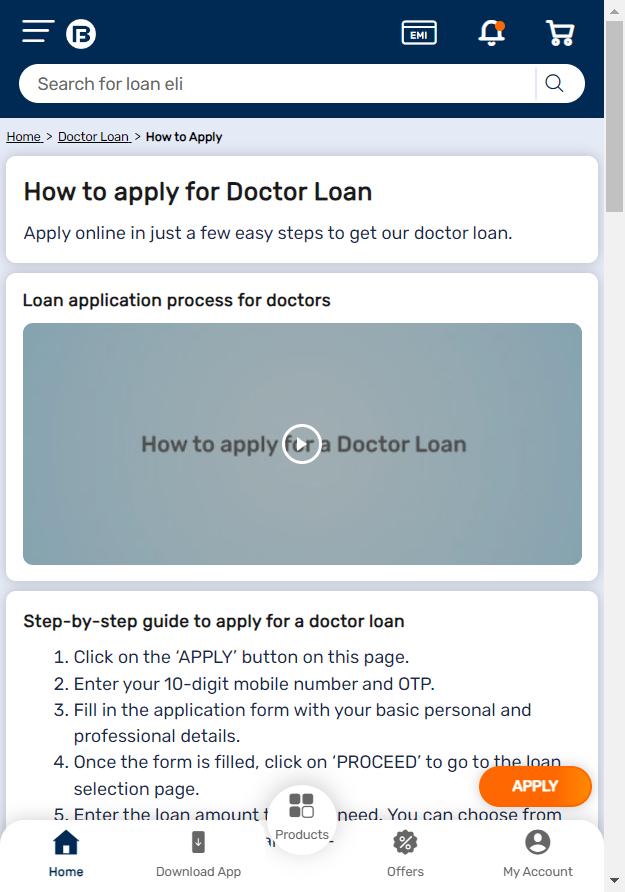 EMI
Search for loan eli
Home > Doctor Loan > How to Apply
How to apply for Doctor Loan
Apply online in just a few easy steps to get our doctor loan.
Loan application process for doctors
How to apply for a Doctor Loan
Step-by-step guide to apply for a doctor loan
1. Click on the ‘APPLY’ button on this page.
2. Enter your 10-digit mobile number and OTP.
3. Fill in the application form with your basic personal and
professional details.
4. Once the form is filled, click on ‘PROCEED’ to go to the loan
selection page.
APPLY
5. Enter the loan amount need. You can choose from
Products
Home
Download App
Offers
My Account